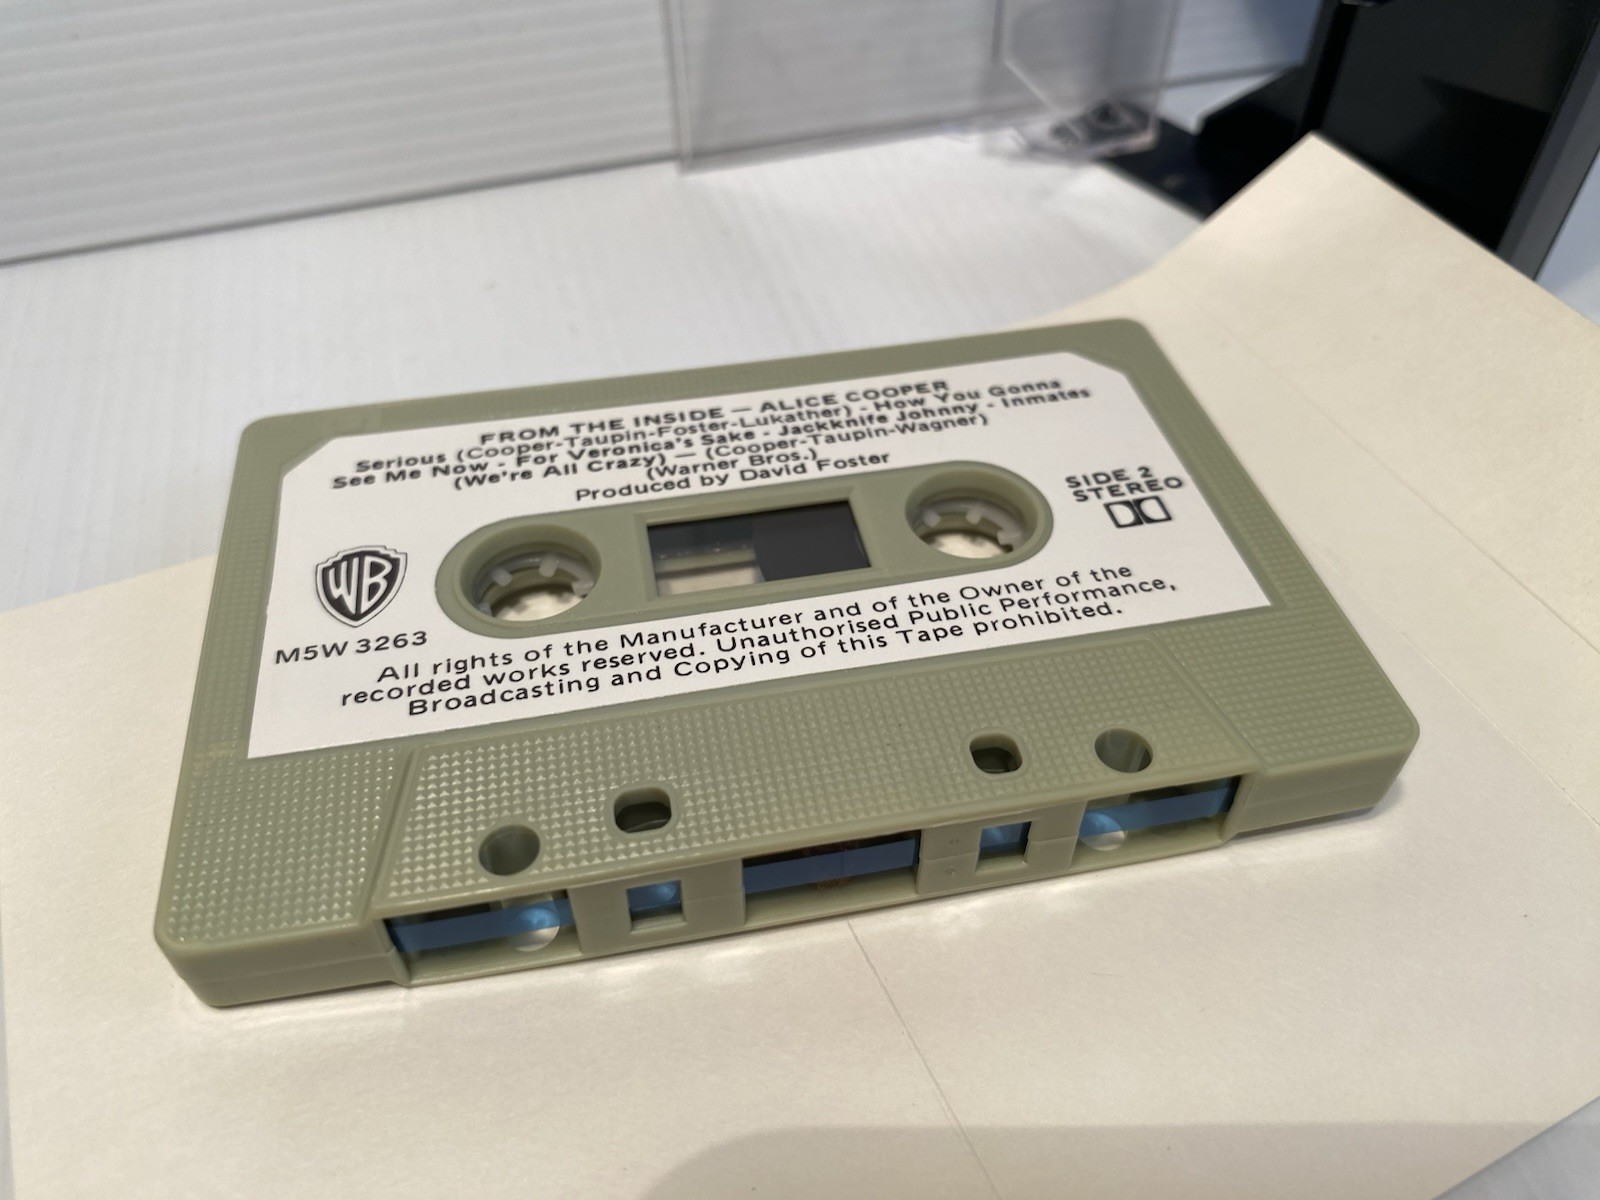 FROM THE INSIDE — ALICE COOPER
Serious (Cooper-Taupin-Foster-Lukather) - How You Gonna
See Me Now - For Veronica's Sake - Jackknife Johnny - Inmates
(We're All Crazy) — (Cooper-Taupin-Wagner)
(Warner Bros.)
Produced by David Foster
SIDE 2
STEREO
WB
M5W 3263
All rights of the Manufacturer and of the Owner of the
recorded works reserved. Unauthorised Public Performance,
Broadcasting and Copying of this Tape prohibited.